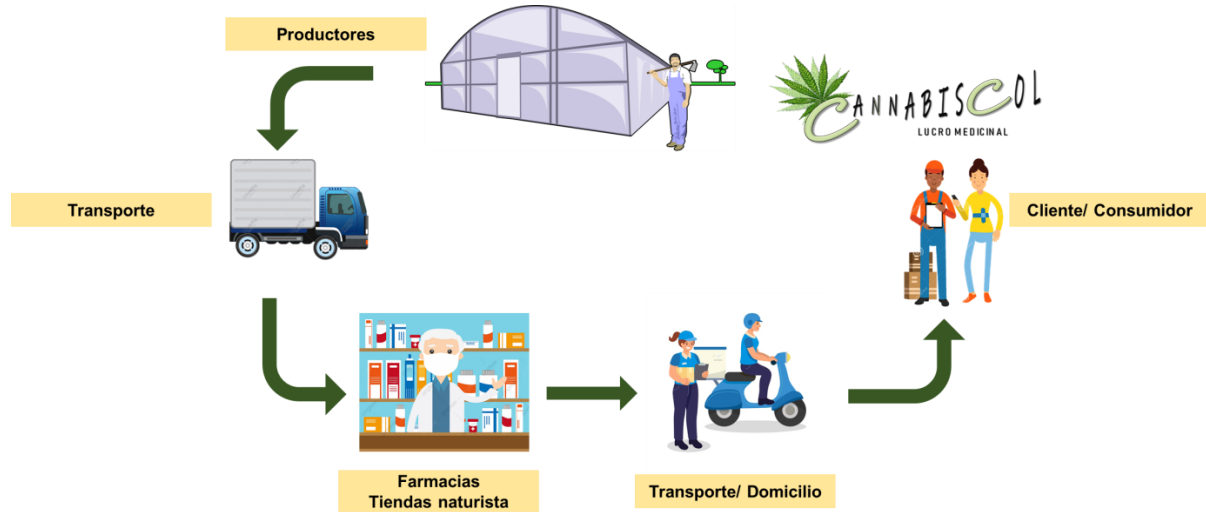 Productores
CANNABISCOL
LUCRO MEDICINAL
Transporte
Cliente/ Consumidor
Farmacias
Tiendas naturista
Transporte/ Domicilio